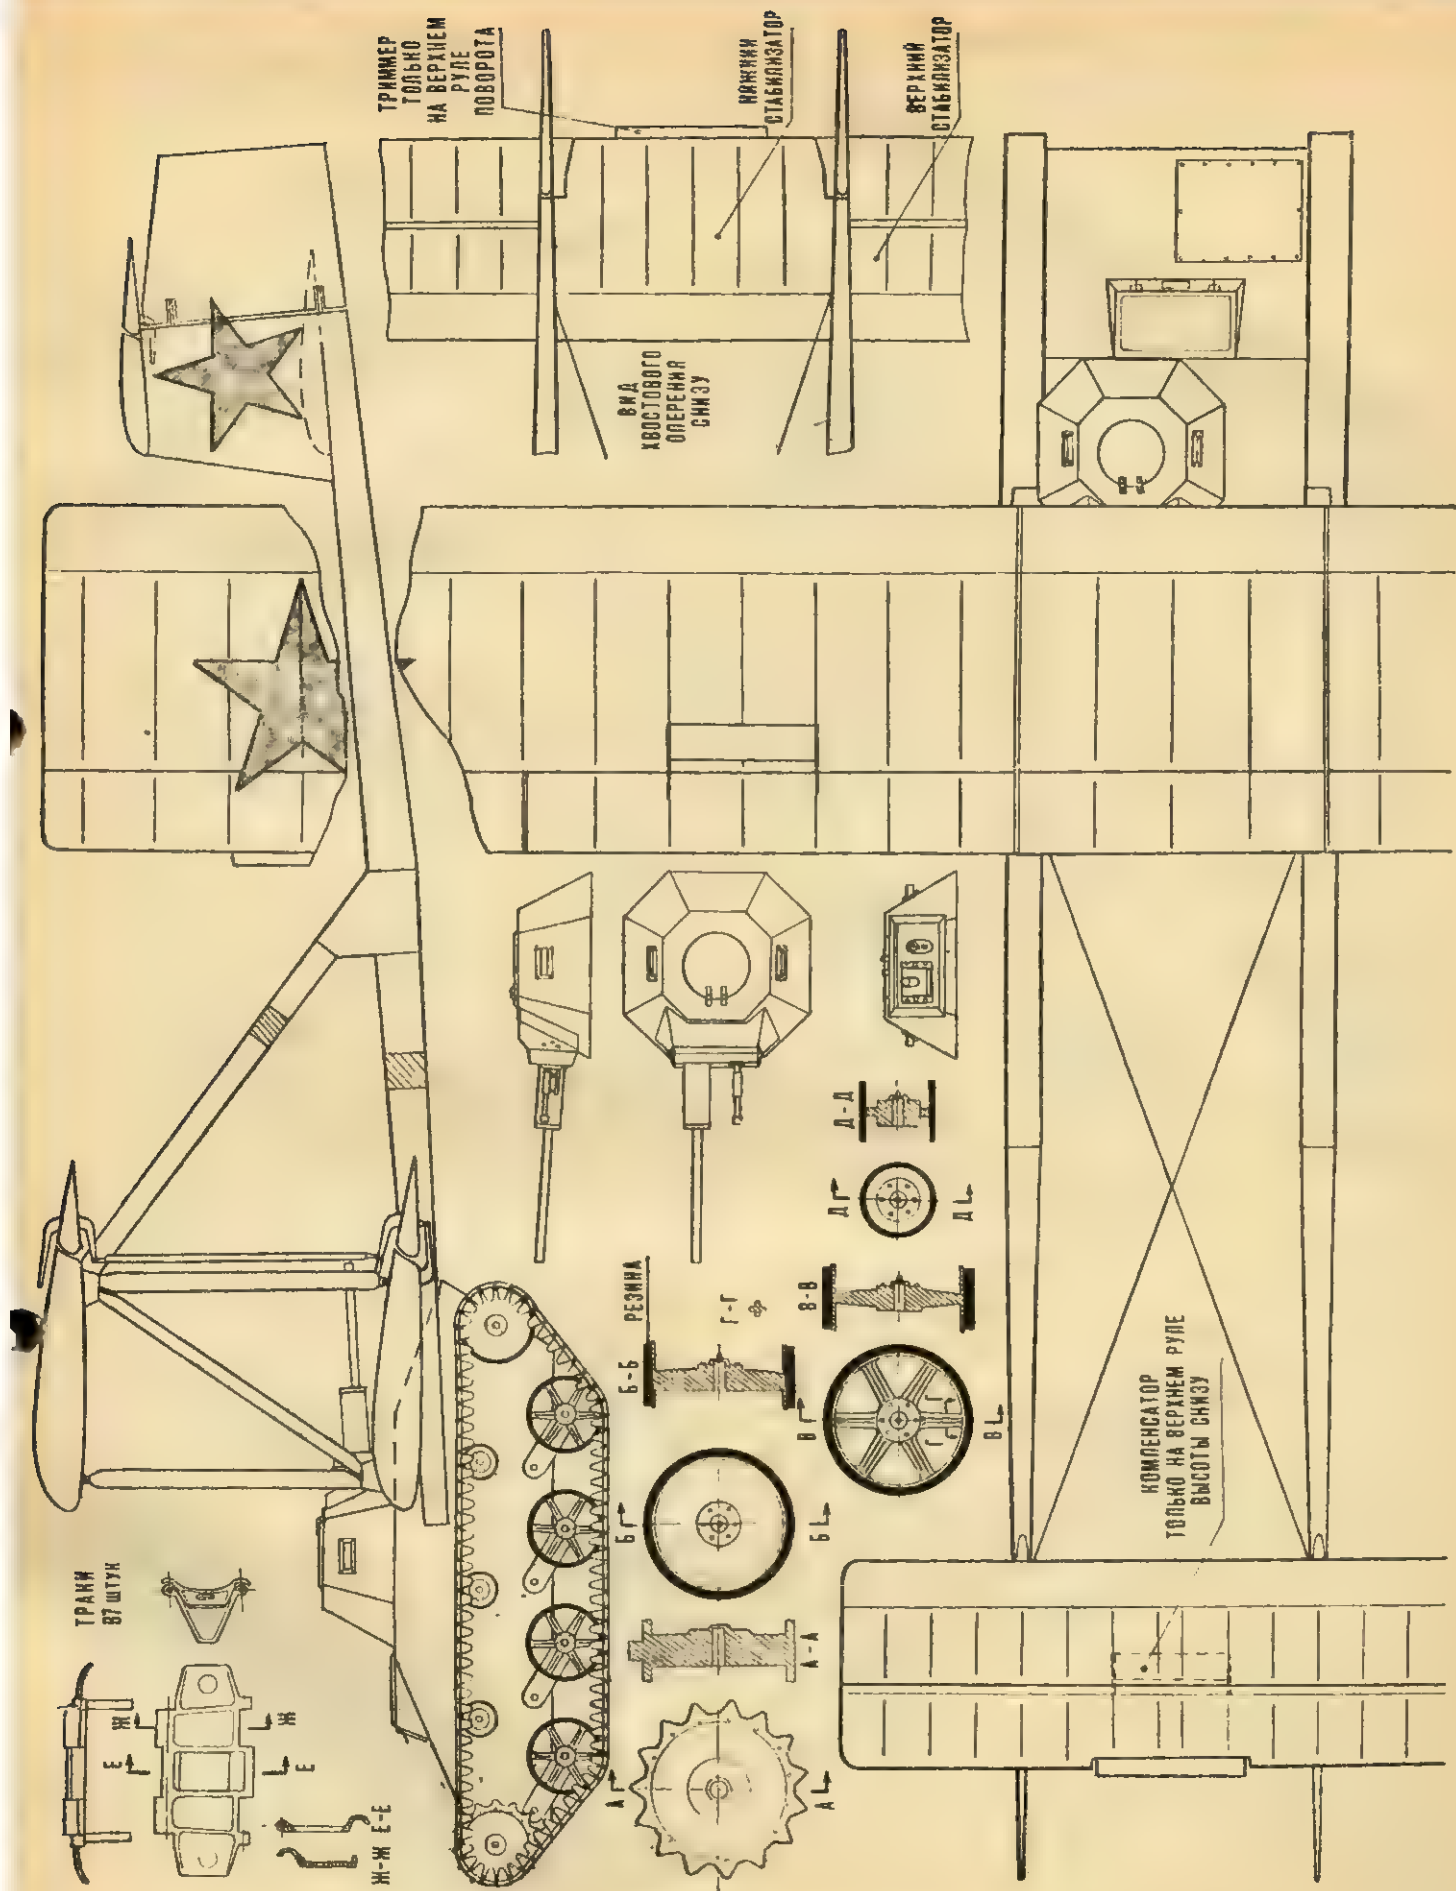 ТРИММЕР
ТОЛЬКО
НА ВЕРХНЕМ
РУЛЕ
ПОВОРОТА
НИЖНИЙ
СТАБИЛИЗАТОР
ВЕРХНИЙ
СТАБИЛИЗАТОР
ВИД
ХВОСТОВОГО
ОПЕРЕНИЯ
СНИЗУ
ТРАКИ
87 ШТУК
Ж
Ж
Е
Е
Ж-Ж
Е-Е
А
А
А-А
Б
Б
Б-Б
РЕЗИНА
Г-Г
В
В
В-В
Г
Г
Д
Д
Д-Д
КОМПЕНСАТОР
ТОЛЬКО НА ВЕРХНЕМ РУЛЕ
ВЫСОТЫ СНИЗУ